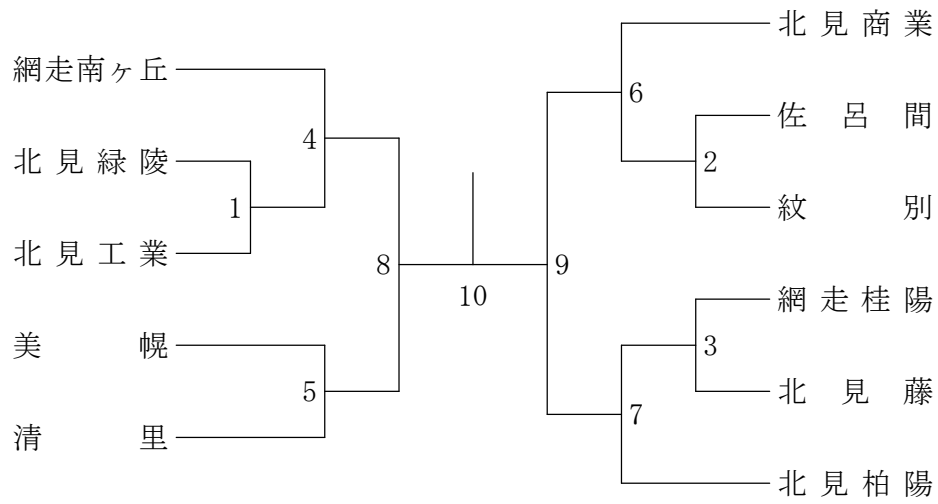 網走南ヶ丘
北見緑陵
北見工業
美幌
清里
1
4
5
8
10
9
6
2
3
7
北見商業
佐呂間
紋別
網走桂陽
北見藤
北見柏陽